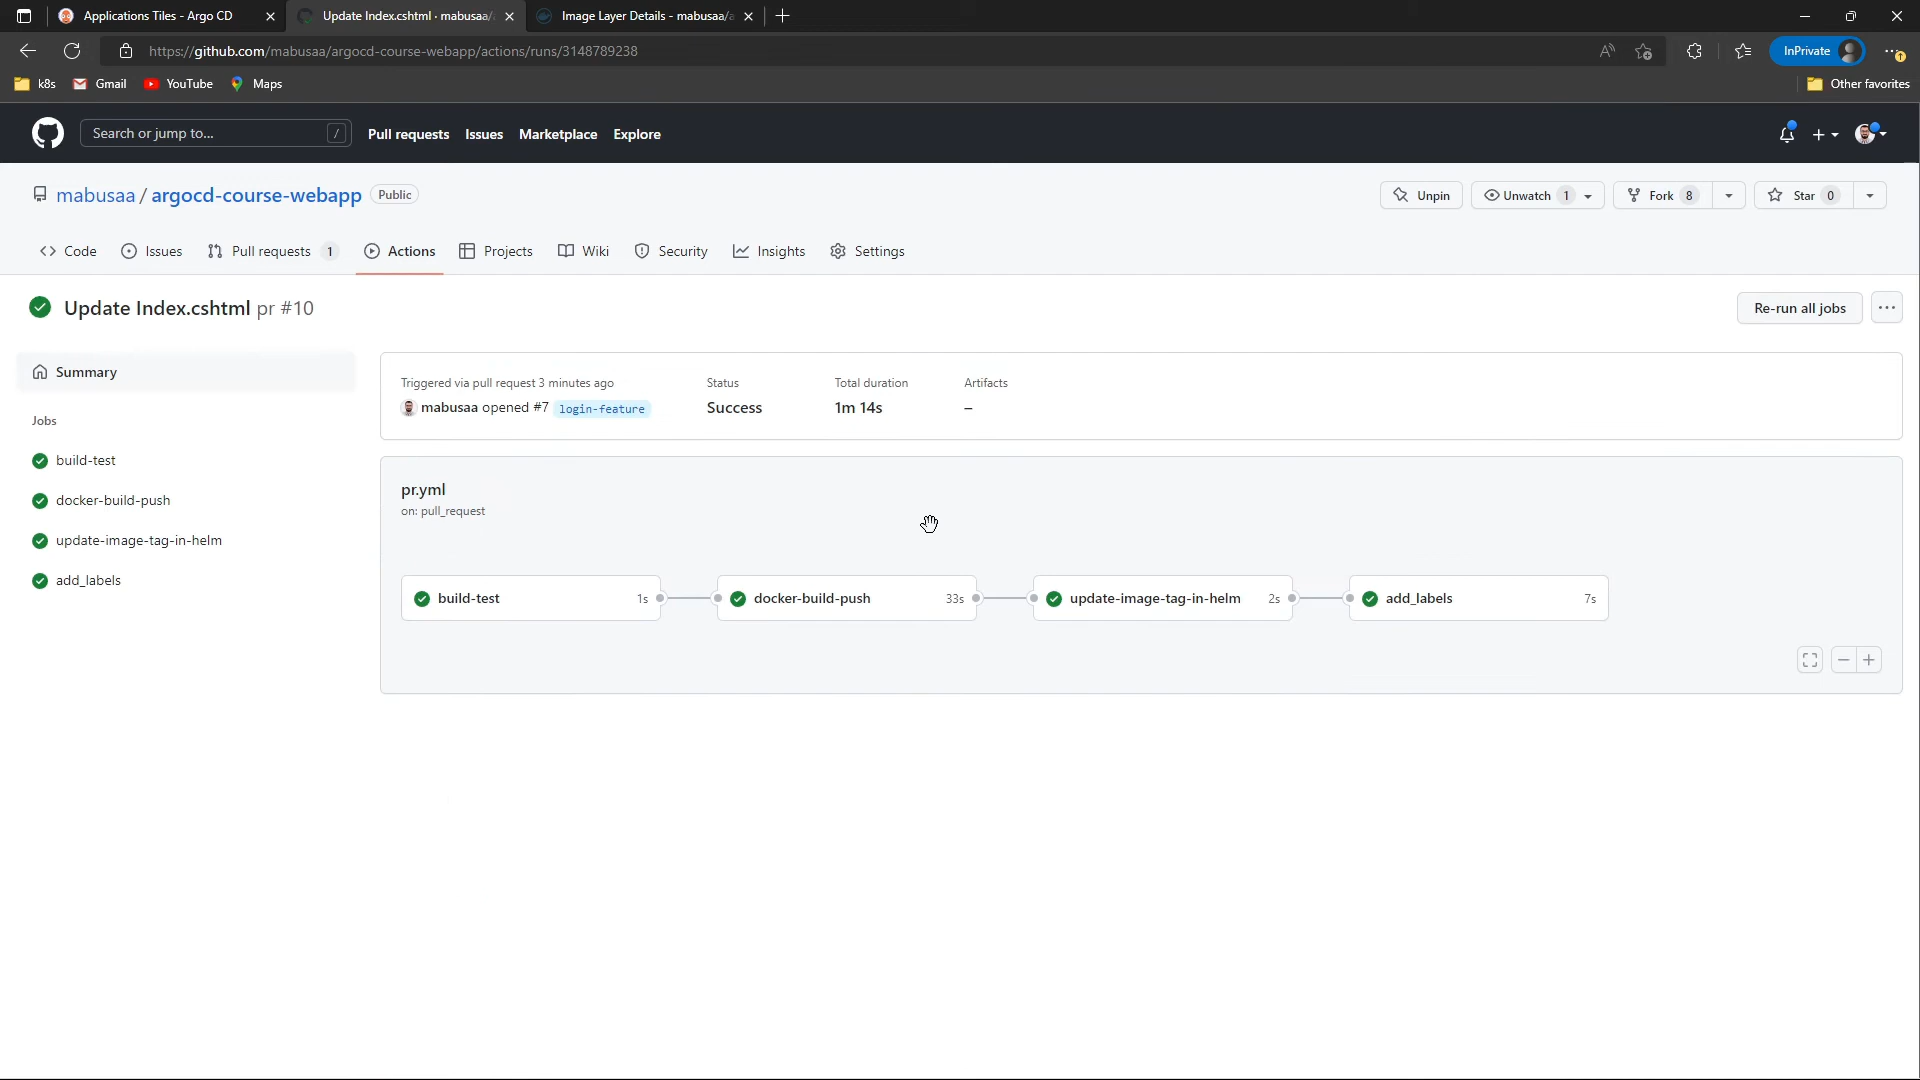 Applications Tiles - Argo CD
Update Index.cshtml · mabusaa/
Image Layer Details - mabusaa/a
https://github.com/mabusaa/argocd-course-webapp/actions/runs/3148789238
InPrivate
k8s Gmail YouTube Maps Other favorites
Search or jump to... / Pull requests Issues Marketplace Explore
mabusaa / argocd-course-webapp Public Unpin Unwatch 1 Fork 8 Star 0
Code Issues Pull requests 1 Actions Projects Wiki Security Insights Settings
Update Index.cshtml pr #10 Re-run all jobs
Summary
Jobs
build-test
docker-build-push
update-image-tag-in-helm
add_labels
Triggered via pull request 3 minutes ago Status Total duration Artifacts
mabusaa opened #7 login-feature Success 1m 14s –
pr.yml
on: pull_request
build-test 1s docker-build-push 33s update-image-tag-in-helm 2s add_labels 7s